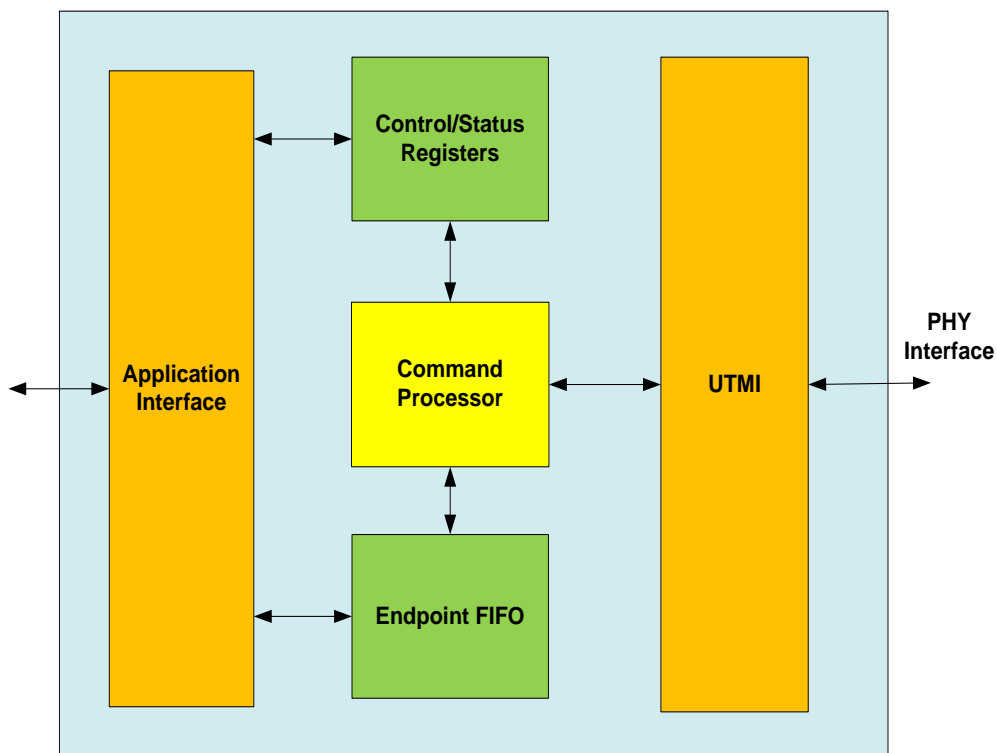 Control/Status
Registers
Application
Interface
Command
Processor
UTMI
PHY
Interface
Endpoint FIFO